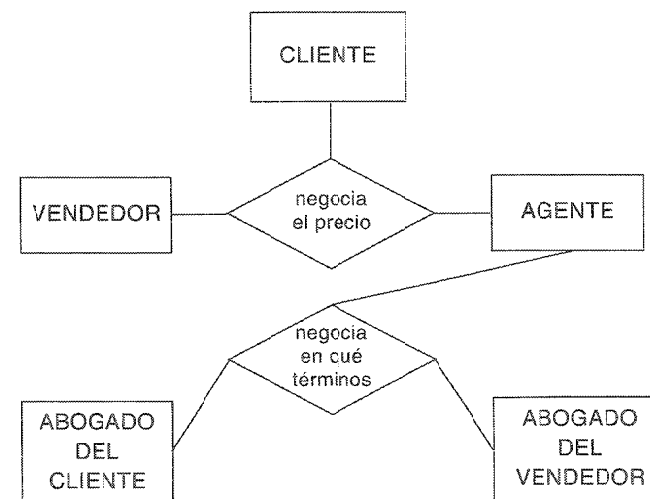 CLIENTE
VENDEDOR
negocia
el precio
AGENTE
negocia
en cué
términos
ABOGADO
DEL
CLIENTE
ABOGADO
DEL
VENDEDOR